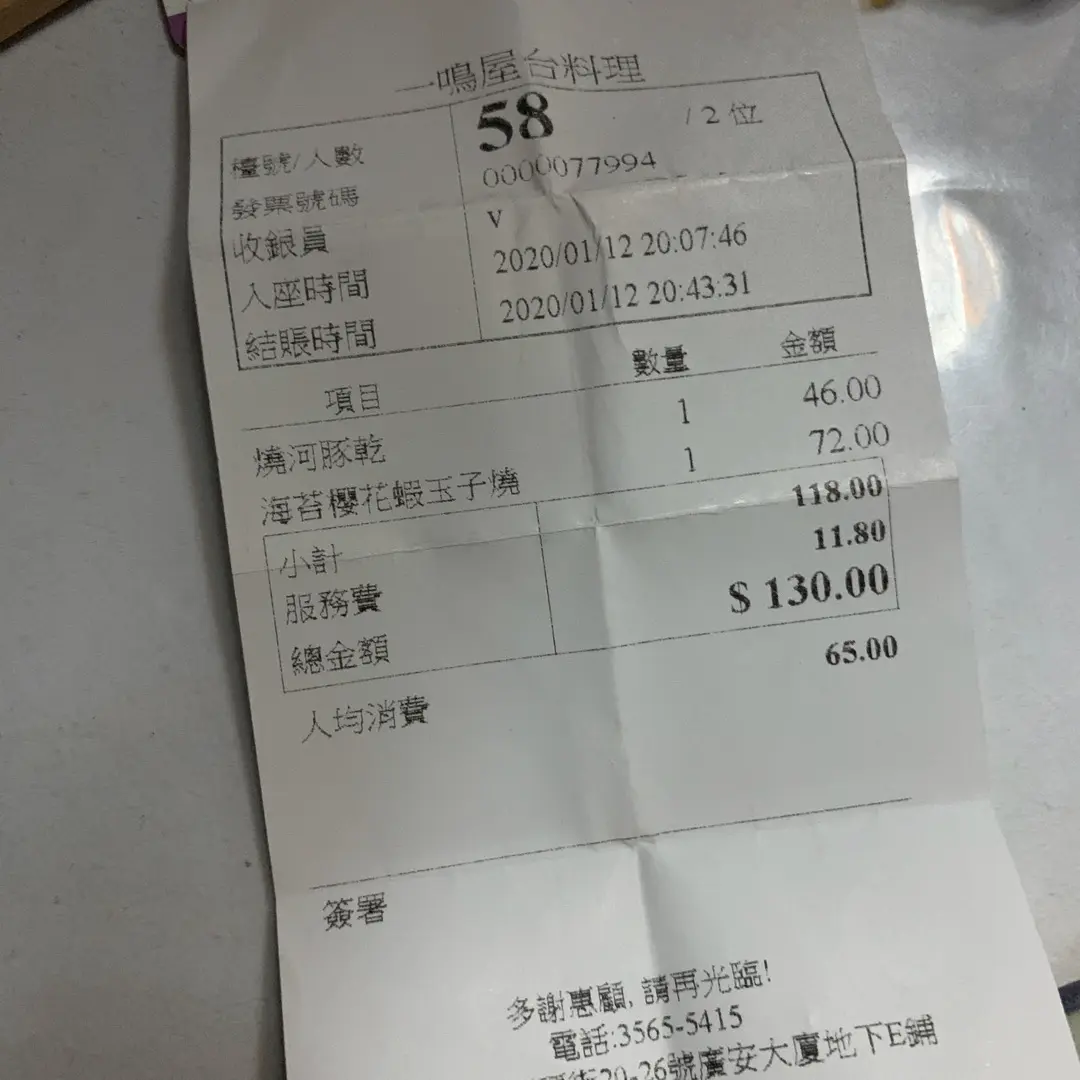 一鳴屋台料理
檯號/人數 58 / 2 位
發票號碼 0000077994
收銀員 V
入座時間 2020/01/12 20:07:46
結賬時間 2020/01/12 20:43:31
項目 數量 金額
燒河豚乾 1 46.00
海苔櫻花蝦玉子燒 1 72.00
小計 118.00
服務費 11.80
總金額 $ 130.00
人均消費 65.00
簽署
多謝惠顧, 請再光臨!
電話:3565-5415
街20-26號廣安大廈地下E鋪